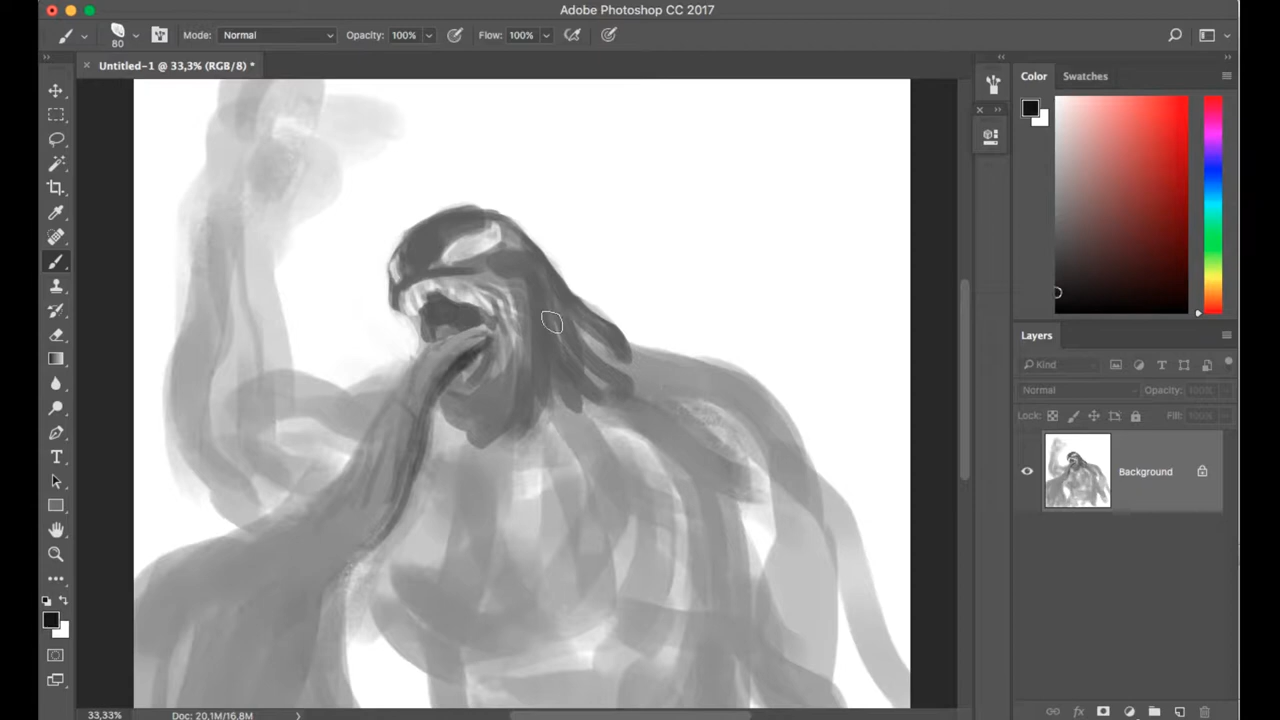 Adobe Photoshop CC 2017
80
Mode: Normal
Opacity: 100%
Flow: 100%
Untitled-1 @ 33,3% (RGB/8) *
Color
Swatches
Layers
Kind
Normal
Opacity: 100%
Lock:
Fill: 100%
Background
33,33%
Doc: 20,1M/16,8M